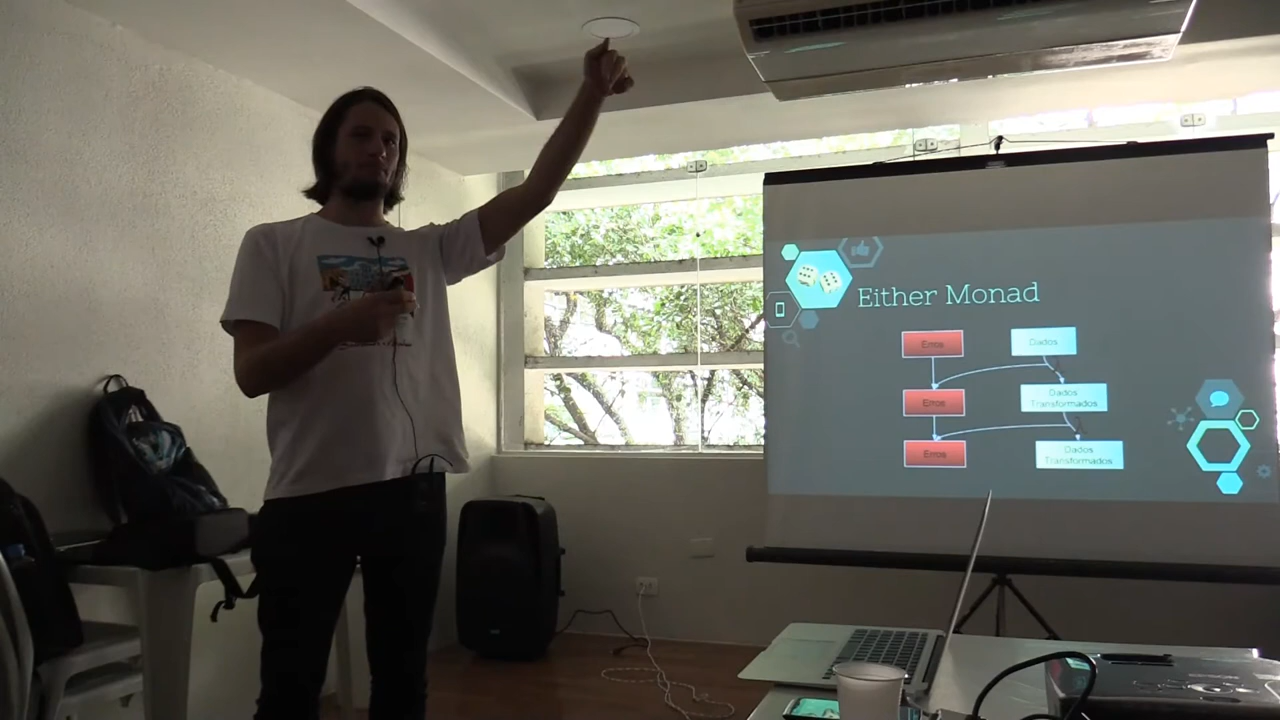 Either Monad
Erros
Dados
Erros
Dados
Transformados
Erros
Dados
Transformados